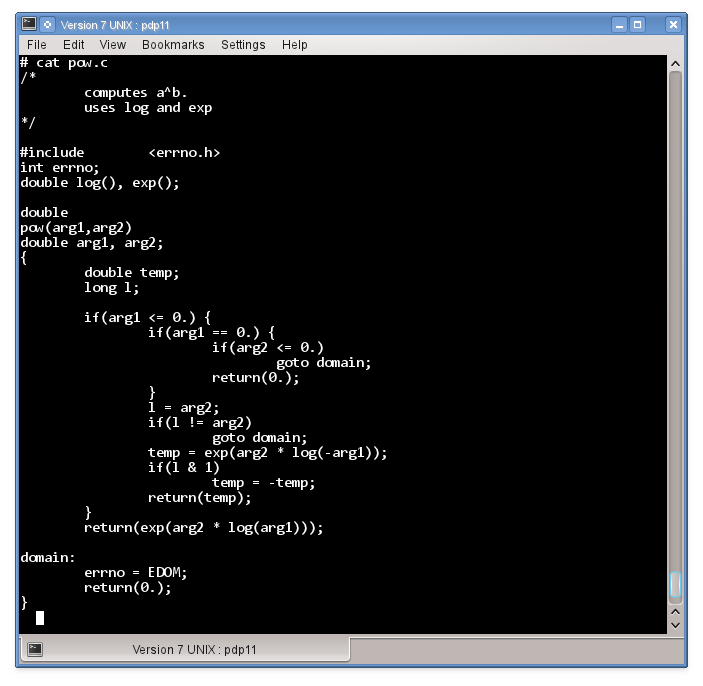 Version 7 UNIX : pdp11
File Edit View Bookmarks Settings Help
# cat pow.c
/*
        computes a^b.
        uses log and exp
*/
#include        <errno.h>
int errno;
double log(), exp();
double
pow(arg1,arg2)
double arg1, arg2;
{
        double temp;
        long l;
        if(arg1 <= 0.) {
                if(arg1 == 0.) {
                        if(arg2 <= 0.)
                                goto domain;
                        return(0.);
                }
                l = arg2;
                if(l != arg2)
                        goto domain;
                temp = exp(arg2 * log(-arg1));
                if(l & 1)
                        temp = -temp;
                return(temp);
        }
        return(exp(arg2 * log(arg1)));
domain:
        errno = EDOM;
        return(0.);
}
Version 7 UNIX : pdp11